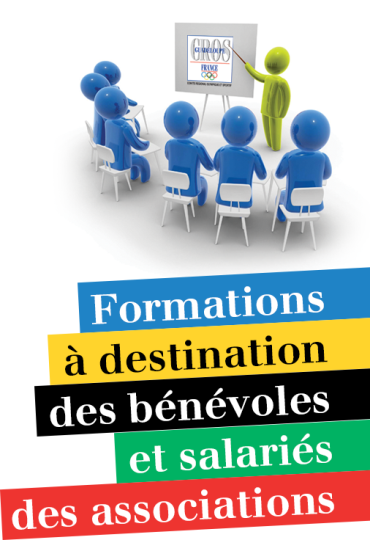 GUADELOUPE
CROS
FRANCE
Formations
à destination
des bénévoles
et salariés
des associations